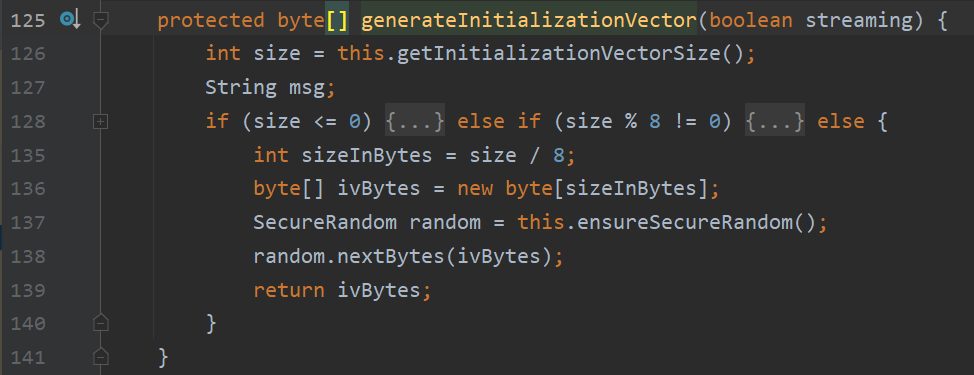 125 protected byte[] generateInitializationVector(boolean streaming) {
126 int size = this.getInitializationVectorSize();
127 String msg;
128 if (size <= 0) {...} else if (size % 8 != 0) {...} else {
135 int sizeInBytes = size / 8;
136 byte[] ivBytes = new byte[sizeInBytes];
137 SecureRandom random = this.ensureSecureRandom();
138 random.nextBytes(ivBytes);
139 return ivBytes;
140 }
141 }